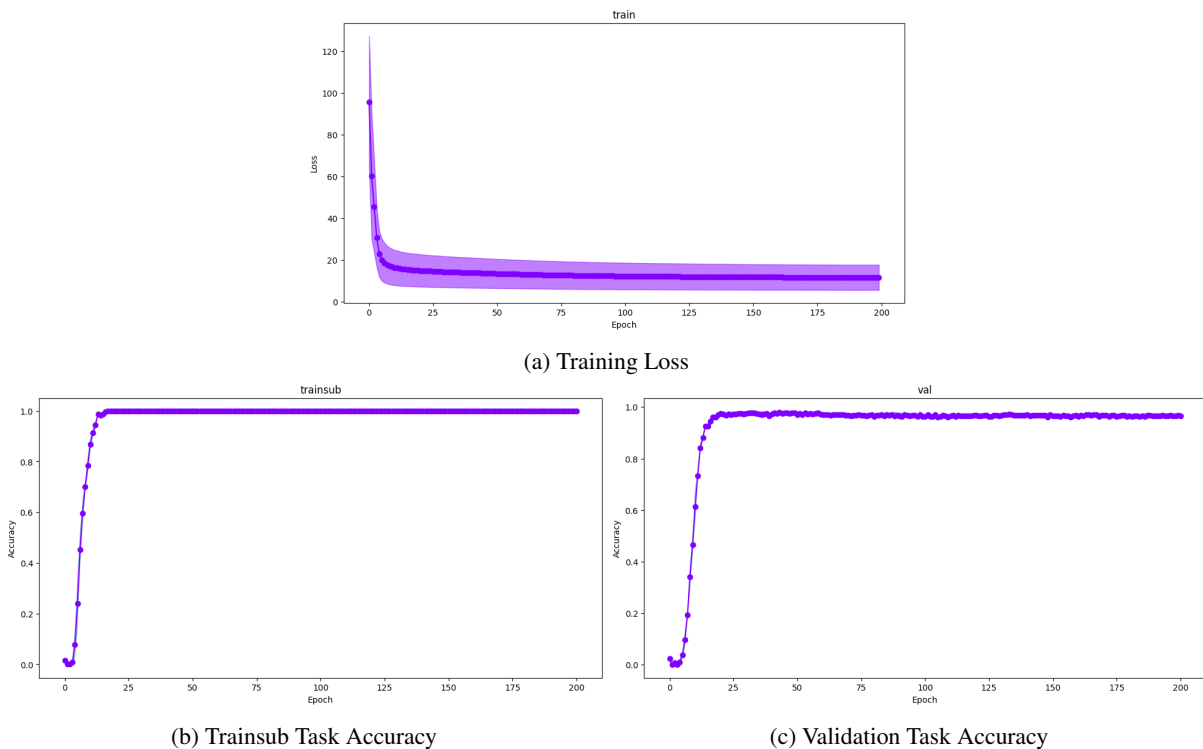 train
120
100
80
60
40
20
0
Loss
0 25 50 75 100 125 150 175 200
Epoch
(a) Training Loss
trainsub
1.0
0.8
0.6
0.4
0.2
0.0
Accuracy
0 25 50 75 100 125 150 175 200
Epoch
(b) Trainsub Task Accuracy
val
1.0
0.8
0.6
0.4
0.2
0.0
Accuracy
0 25 50 75 100 125 150 175 200
Epoch
(c) Validation Task Accuracy